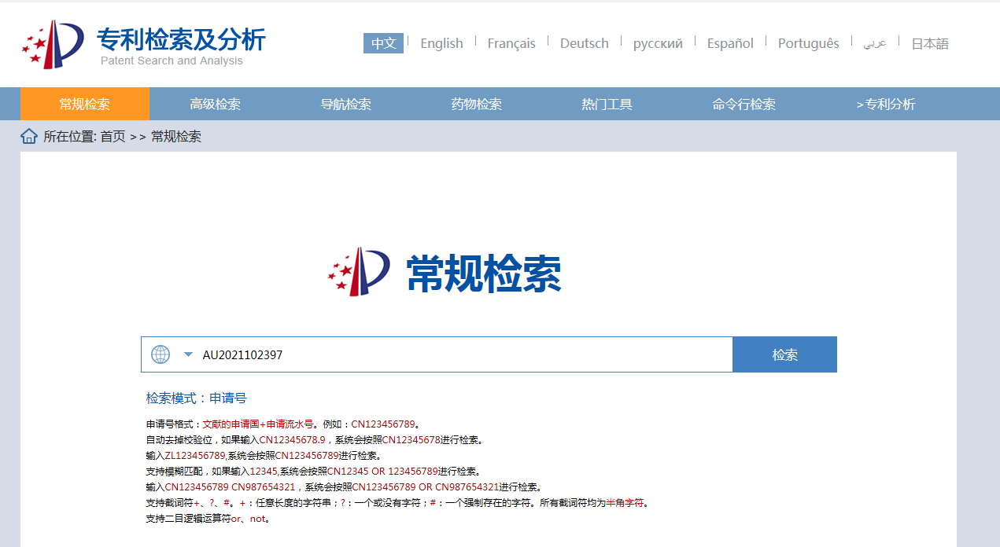 专利检索及分析
Patent Search and Analysis
中文 English Français Deutsch русский Español Português عربي 日本語
常规检索 高级检索 导航检索 药物检索 热门工具 命令行检索 >专利分析
所在位置: 首页 >> 常规检索
常规检索
AU2021102397 检索
检索模式：申请号
申请号格式：文献的申请国+申请流水号。例如：CN123456789。
自动去掉校验位，如果输入CN12345678.9，系统会按照CN12345678进行检索。
输入ZL123456789,系统会按照CN123456789进行检索。
支持模糊匹配，如果输入12345,系统会按照CN12345 OR 123456789进行检索。
输入CN123456789 CN987654321，系统会按照CN123456789 OR CN987654321进行检索。
支持截词符+、?、#。+：任意长度的字符串；?：一个或没有字符；#：一个强制存在的字符。所有截词符均为半角字符。
支持二目逻辑运算符or、not。